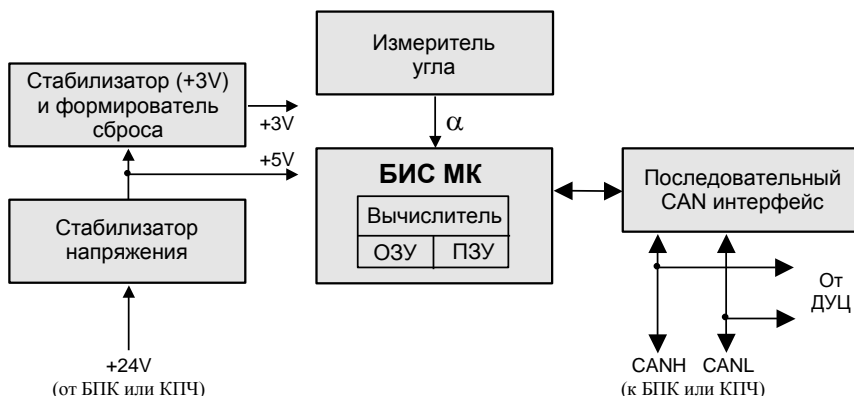 Измеритель
угла
Стабилизатор (+3V)
и формирователь
сброса
+3V
α
+5V
БИС МК
Вычислитель
ОЗУ ПЗУ
Последовательный
CAN интерфейс
Стабилизатор
напряжения
От
ДУЦ
+24V
(от БПК или КПЧ)
CANH CANL
(к БПК или КПЧ)